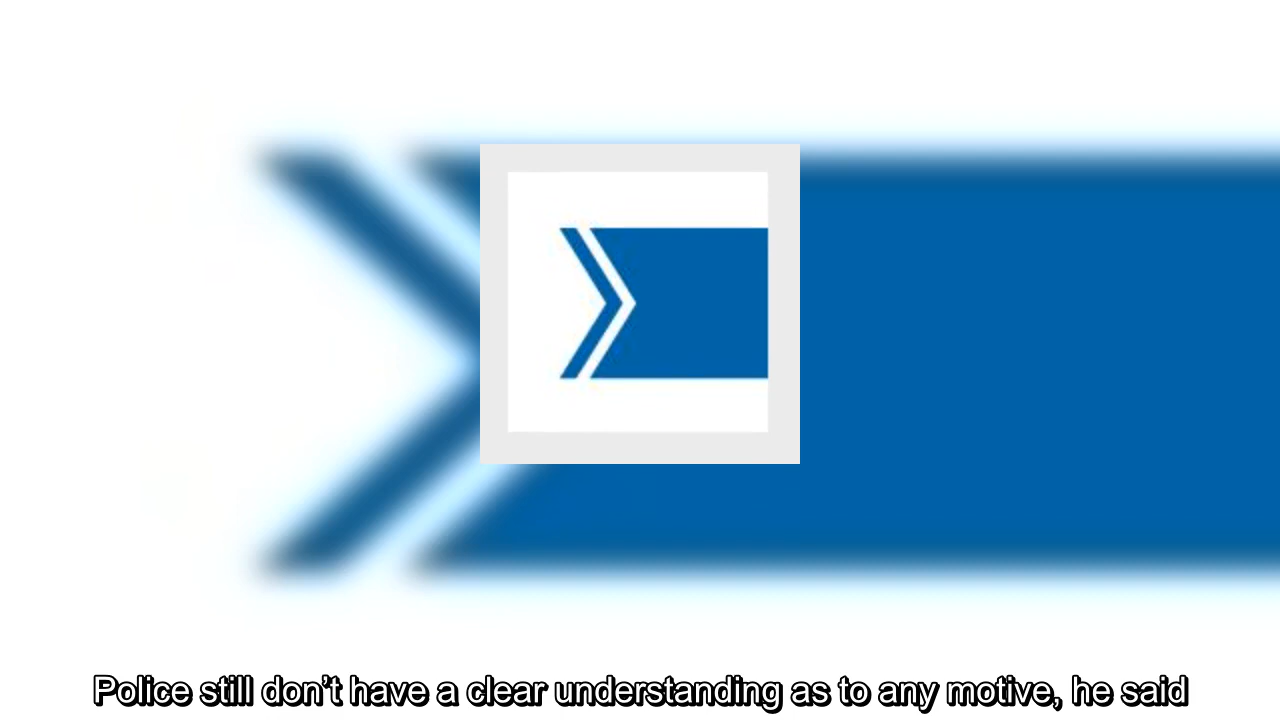 Police still don't have a clear understanding as to any motive, he said